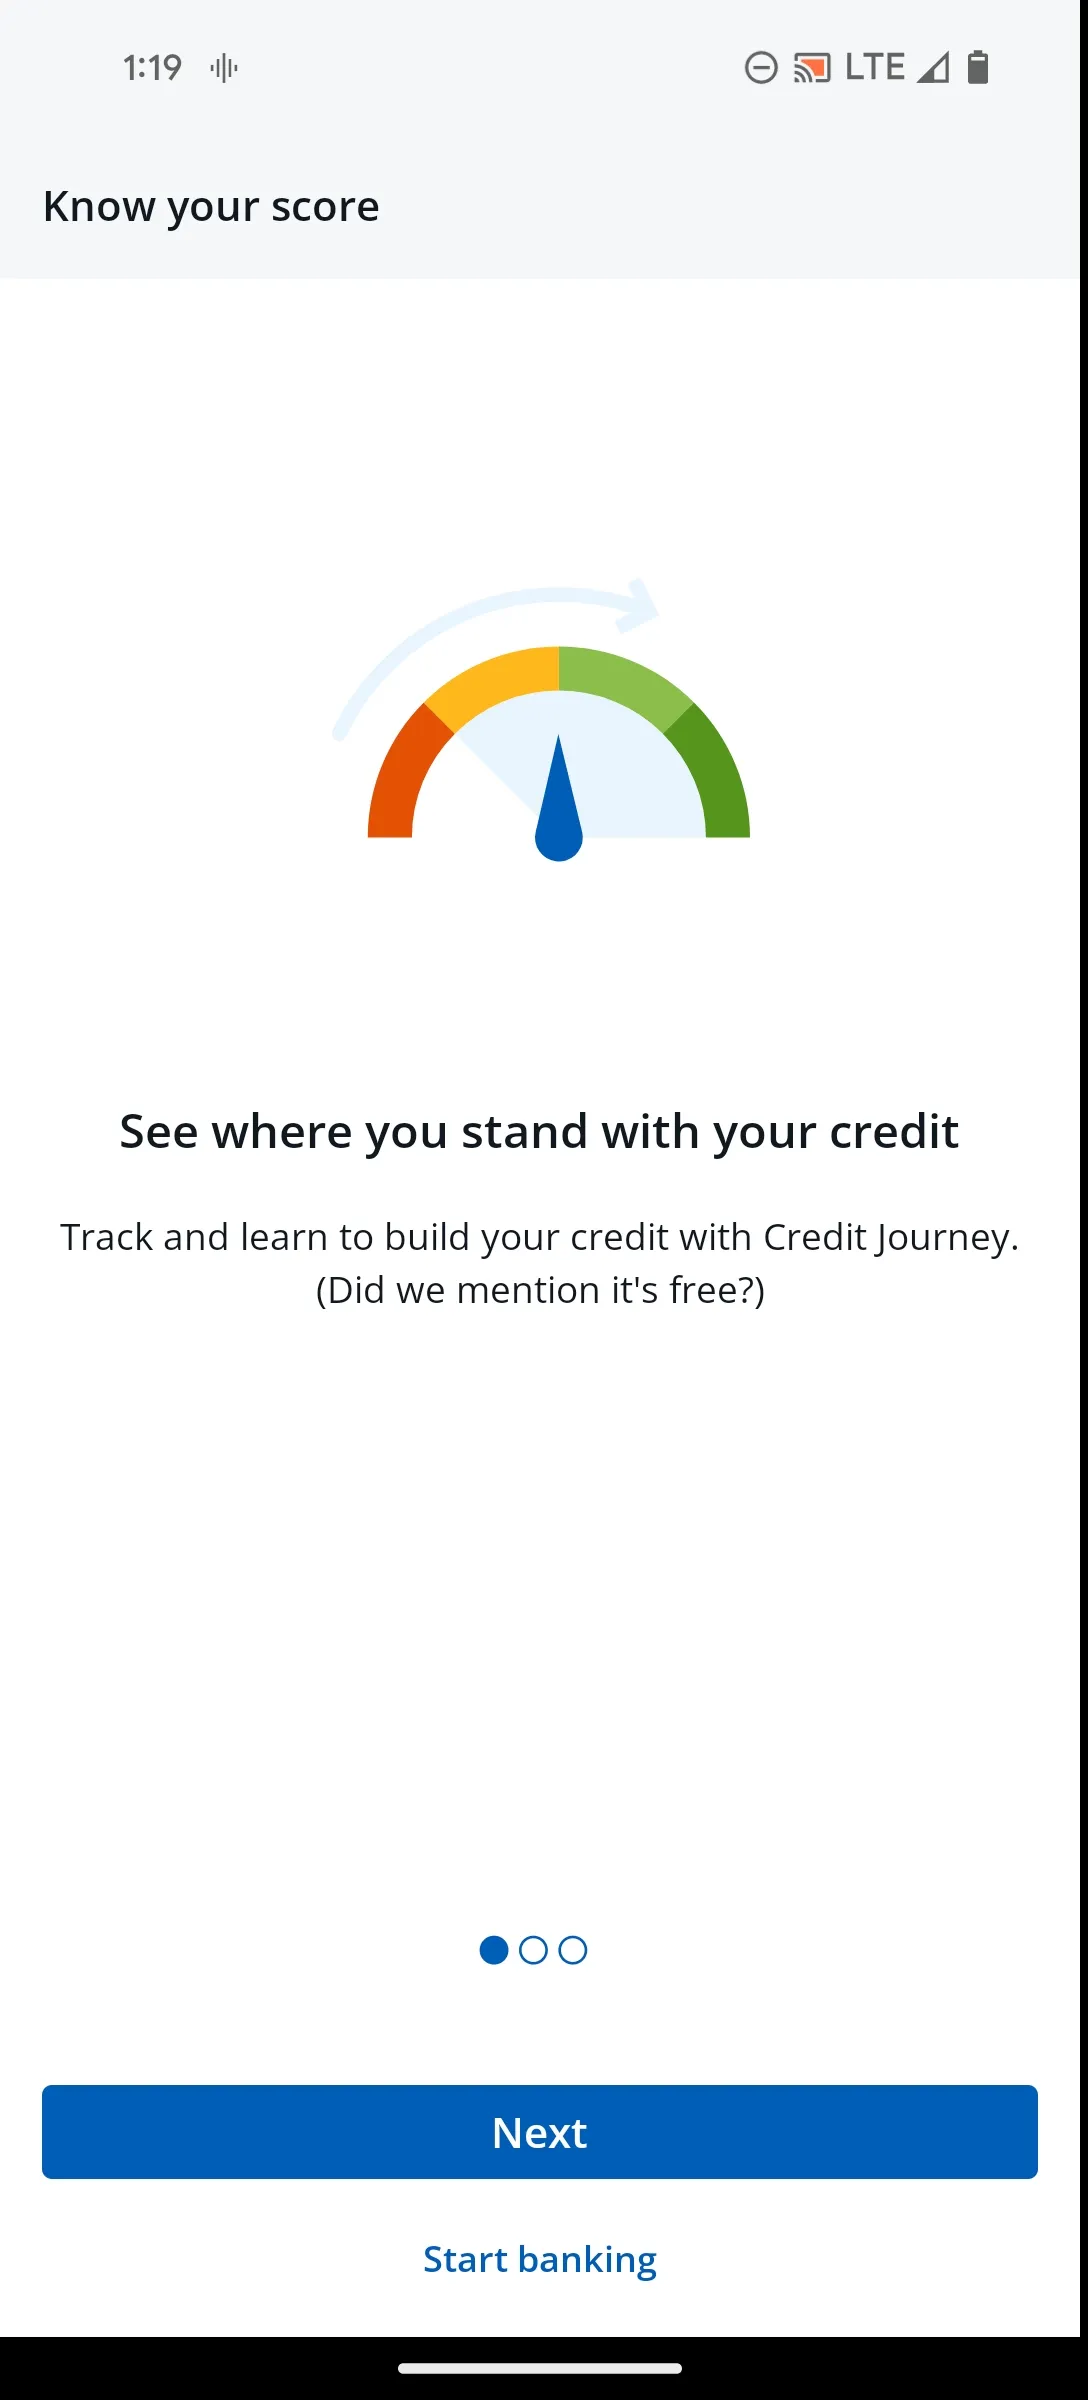 1:19 LTE
Know your score
See where you stand with your credit
Track and learn to build your credit with Credit Journey.
(Did we mention it's free?)
Next
Start banking